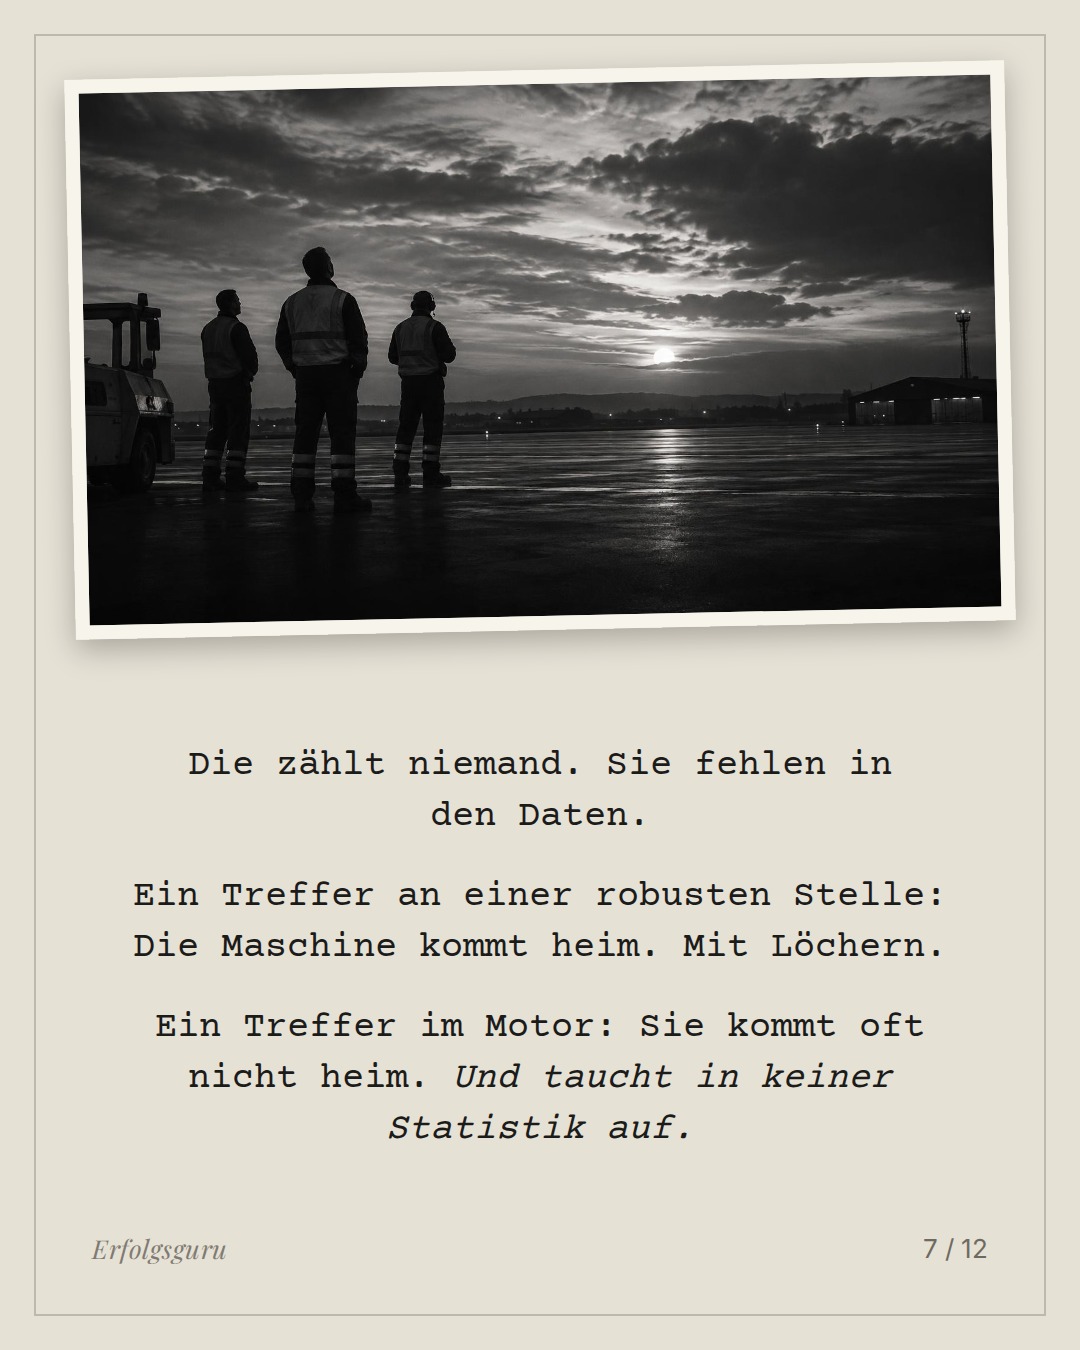 Die zählt niemand. Sie fehlen in
den Daten.
Ein Treffer an einer robusten Stelle:
Die Maschine kommt heim. Mit Löchern.
Ein Treffer im Motor: Sie kommt oft
nicht heim. Und taucht in keiner
Statistik auf.
Erfolgsguru
7 / 12